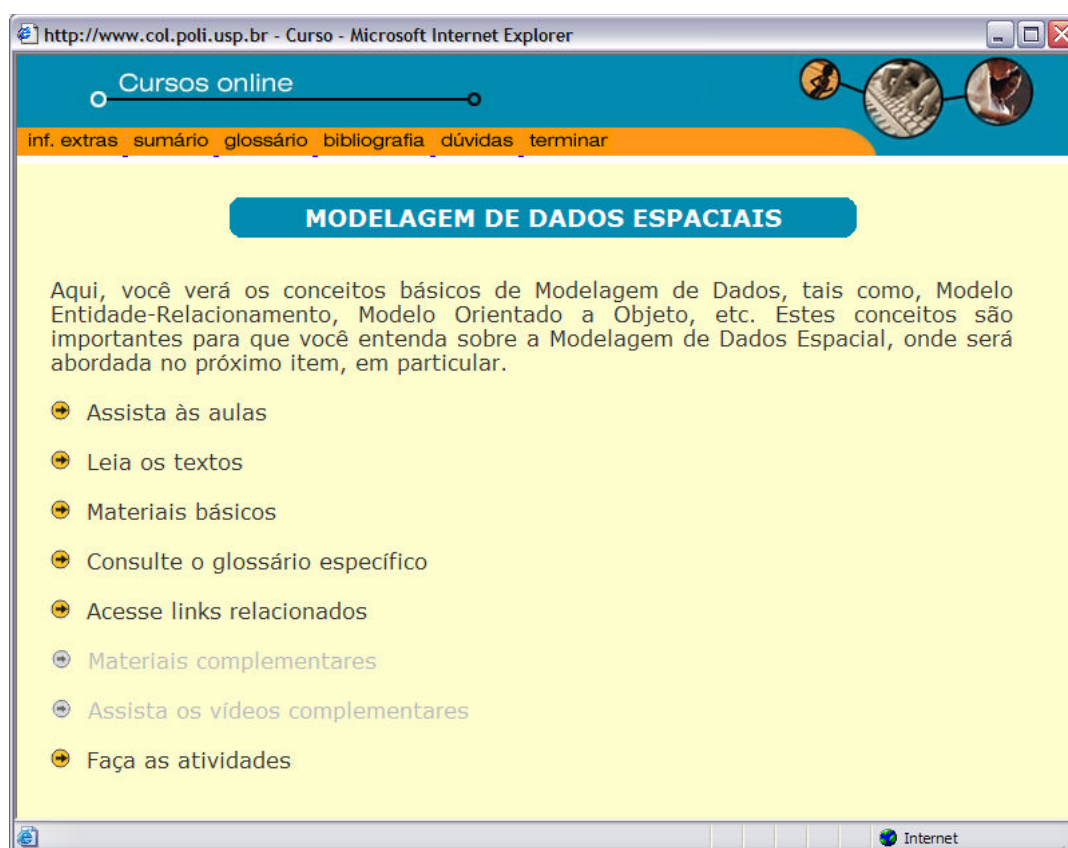 http://www.col.poli.usp.br - Curso - Microsoft Internet Explorer
Cursos online
inf. extras sumário glossário bibliografia dúvidas terminar
MODELAGEM DE DADOS ESPACIAIS
Aqui, você verá os conceitos básicos de Modelagem de Dados, tais como, Modelo
Entidade-Relacionamento, Modelo Orientado a Objeto, etc. Estes conceitos são
importantes para que você entenda sobre a Modelagem de Dados Espacial, onde será
abordada no próximo item, em particular.
Assista às aulas
Leia os textos
Materiais básicos
Consulte o glossário específico
Acesse links relacionados
Materiais complementares
Assista os vídeos complementares
Faça as atividades
Internet